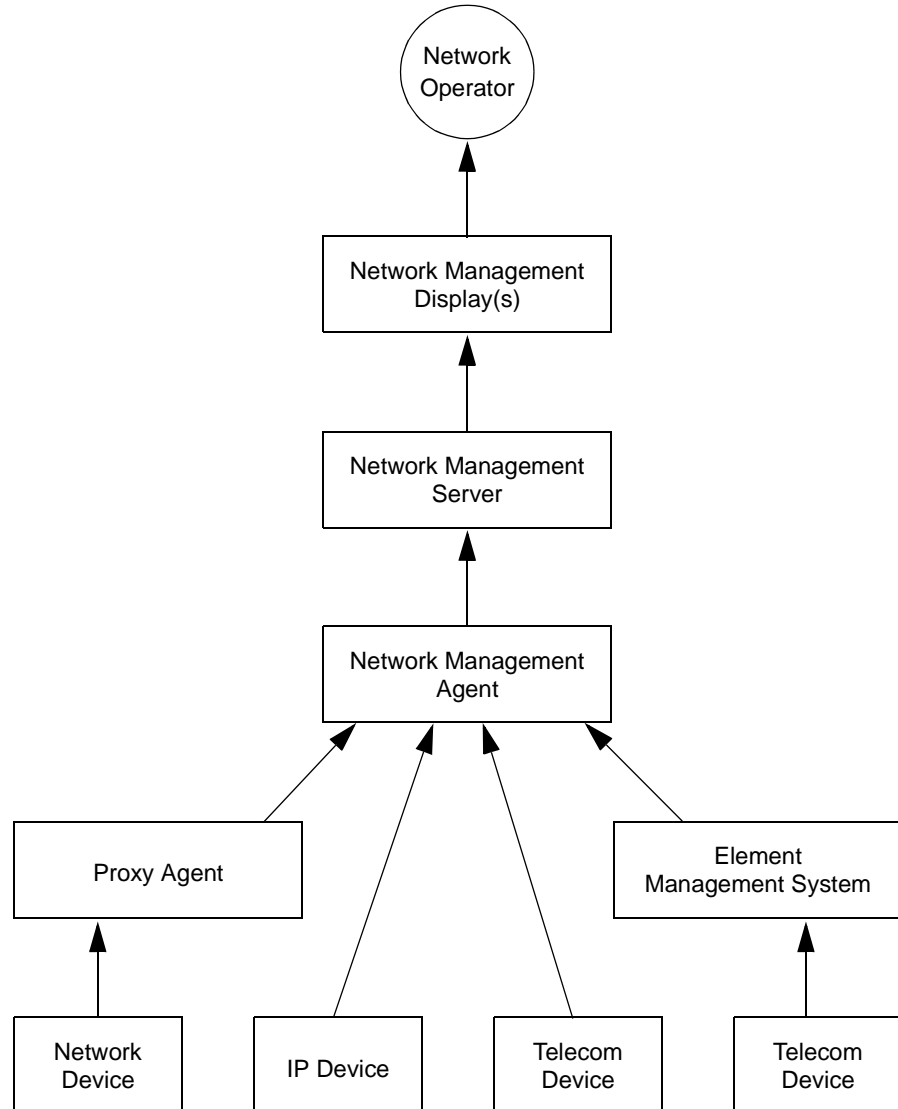 Network
Operator
Network Management
Display(s)
Network Management
Server
Network Management
Agent
Proxy Agent
Element
Management System
Network
Device
IP Device
Telecom
Device
Telecom
Device